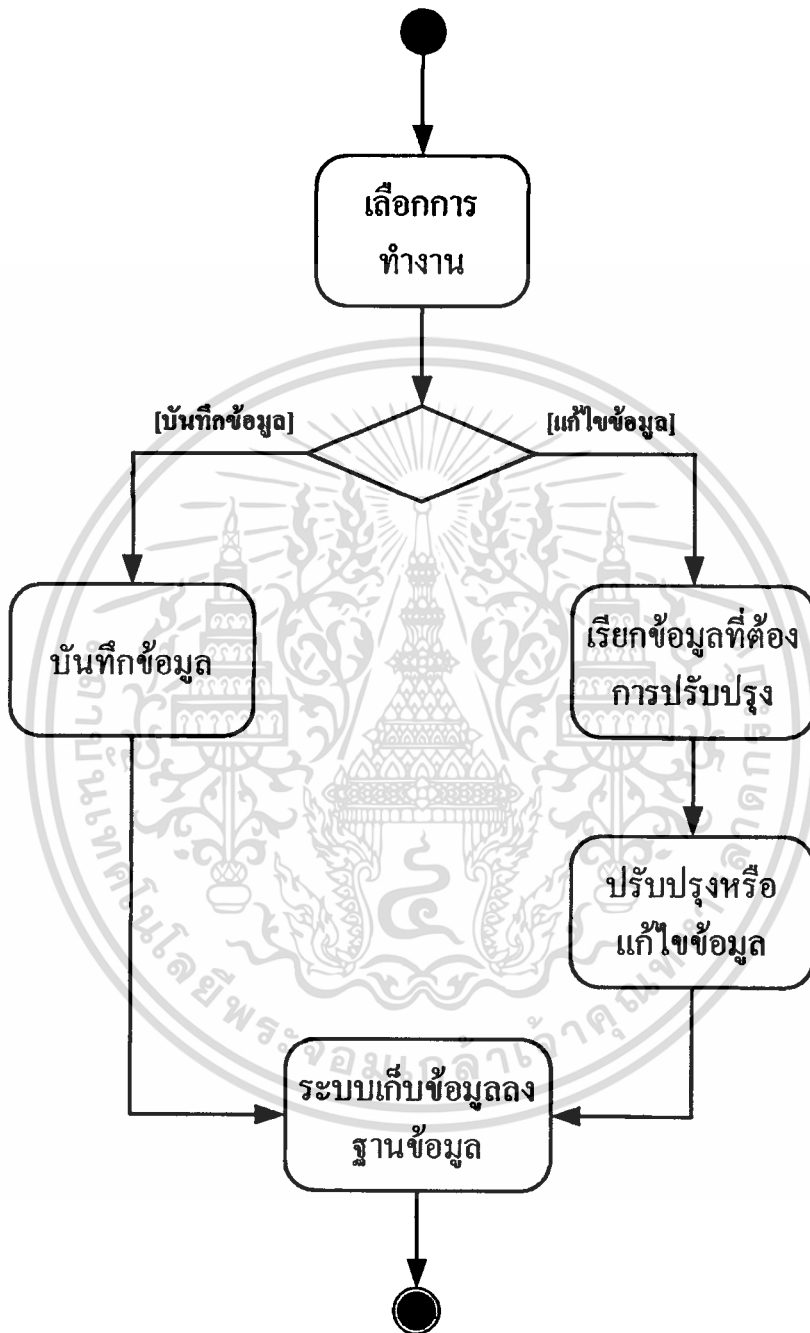 เลือกการ
ทำงาน
[บันทึกข้อมูล]
[แก้ไขข้อมูล]
บันทึกข้อมูล
เรียกข้อมูลที่ต้อง
การปรับปรุง
ปรับปรุงหรือ
แก้ไขข้อมูล
ระบบเก็บข้อมูลลง
ฐานข้อมูล